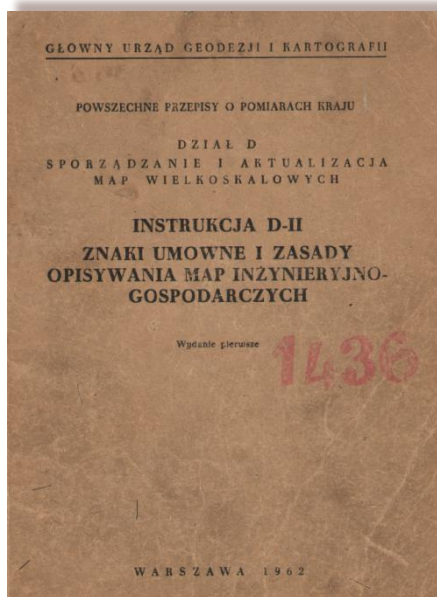 GŁÓWNY URZĄD GEODEZJI I KARTOGRAFII
POWSZECHNE PRZEPISY O POMIARACH KRAJU
DZIAŁ D
SPORZĄDZANIE I AKTUALIZACJA
MAP WIELKOSKALOWYCH
INSTRUKCJA D-II
ZNAKI UMOWNE I ZASADY
OPISYWANIA MAP INŻYNIERYJNO-
GOSPODARCZYCH
Wydanie pierwsze
1436
WARSZAWA 1962